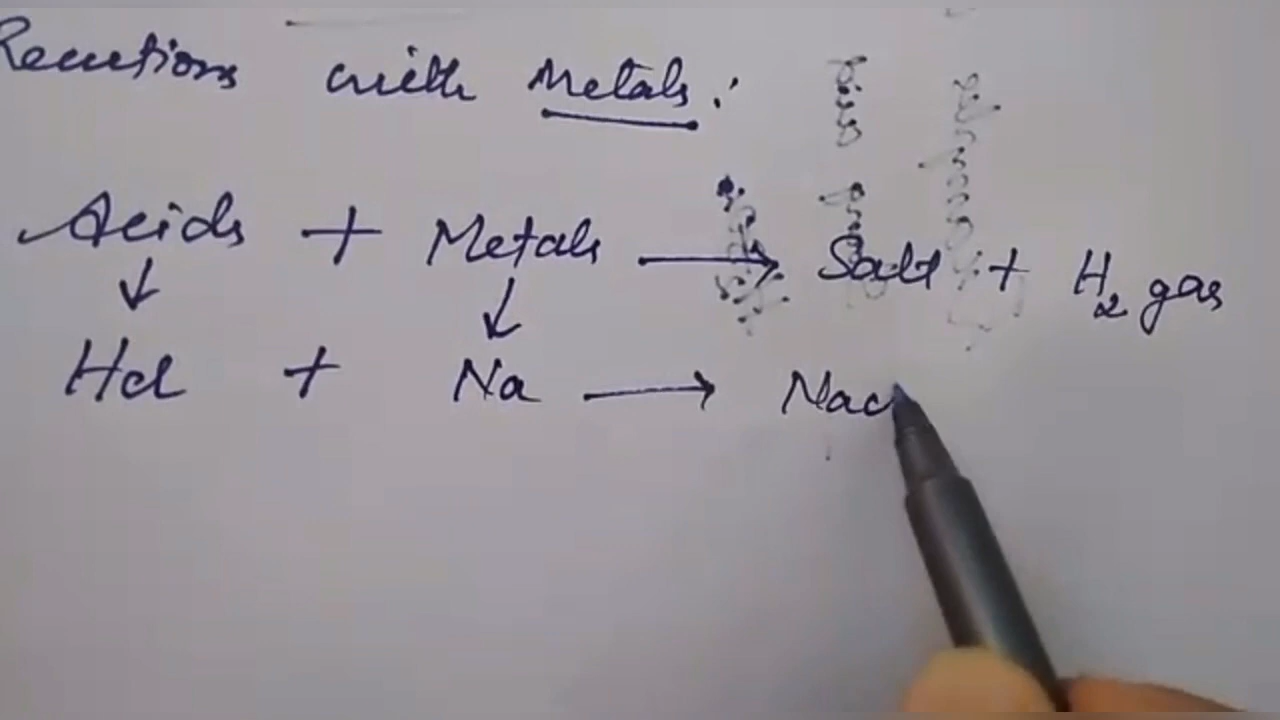 Reactions with Metals :
Acids + Metals → Salt + H₂ gas
↓ ↓
Hcl + Na → Nac